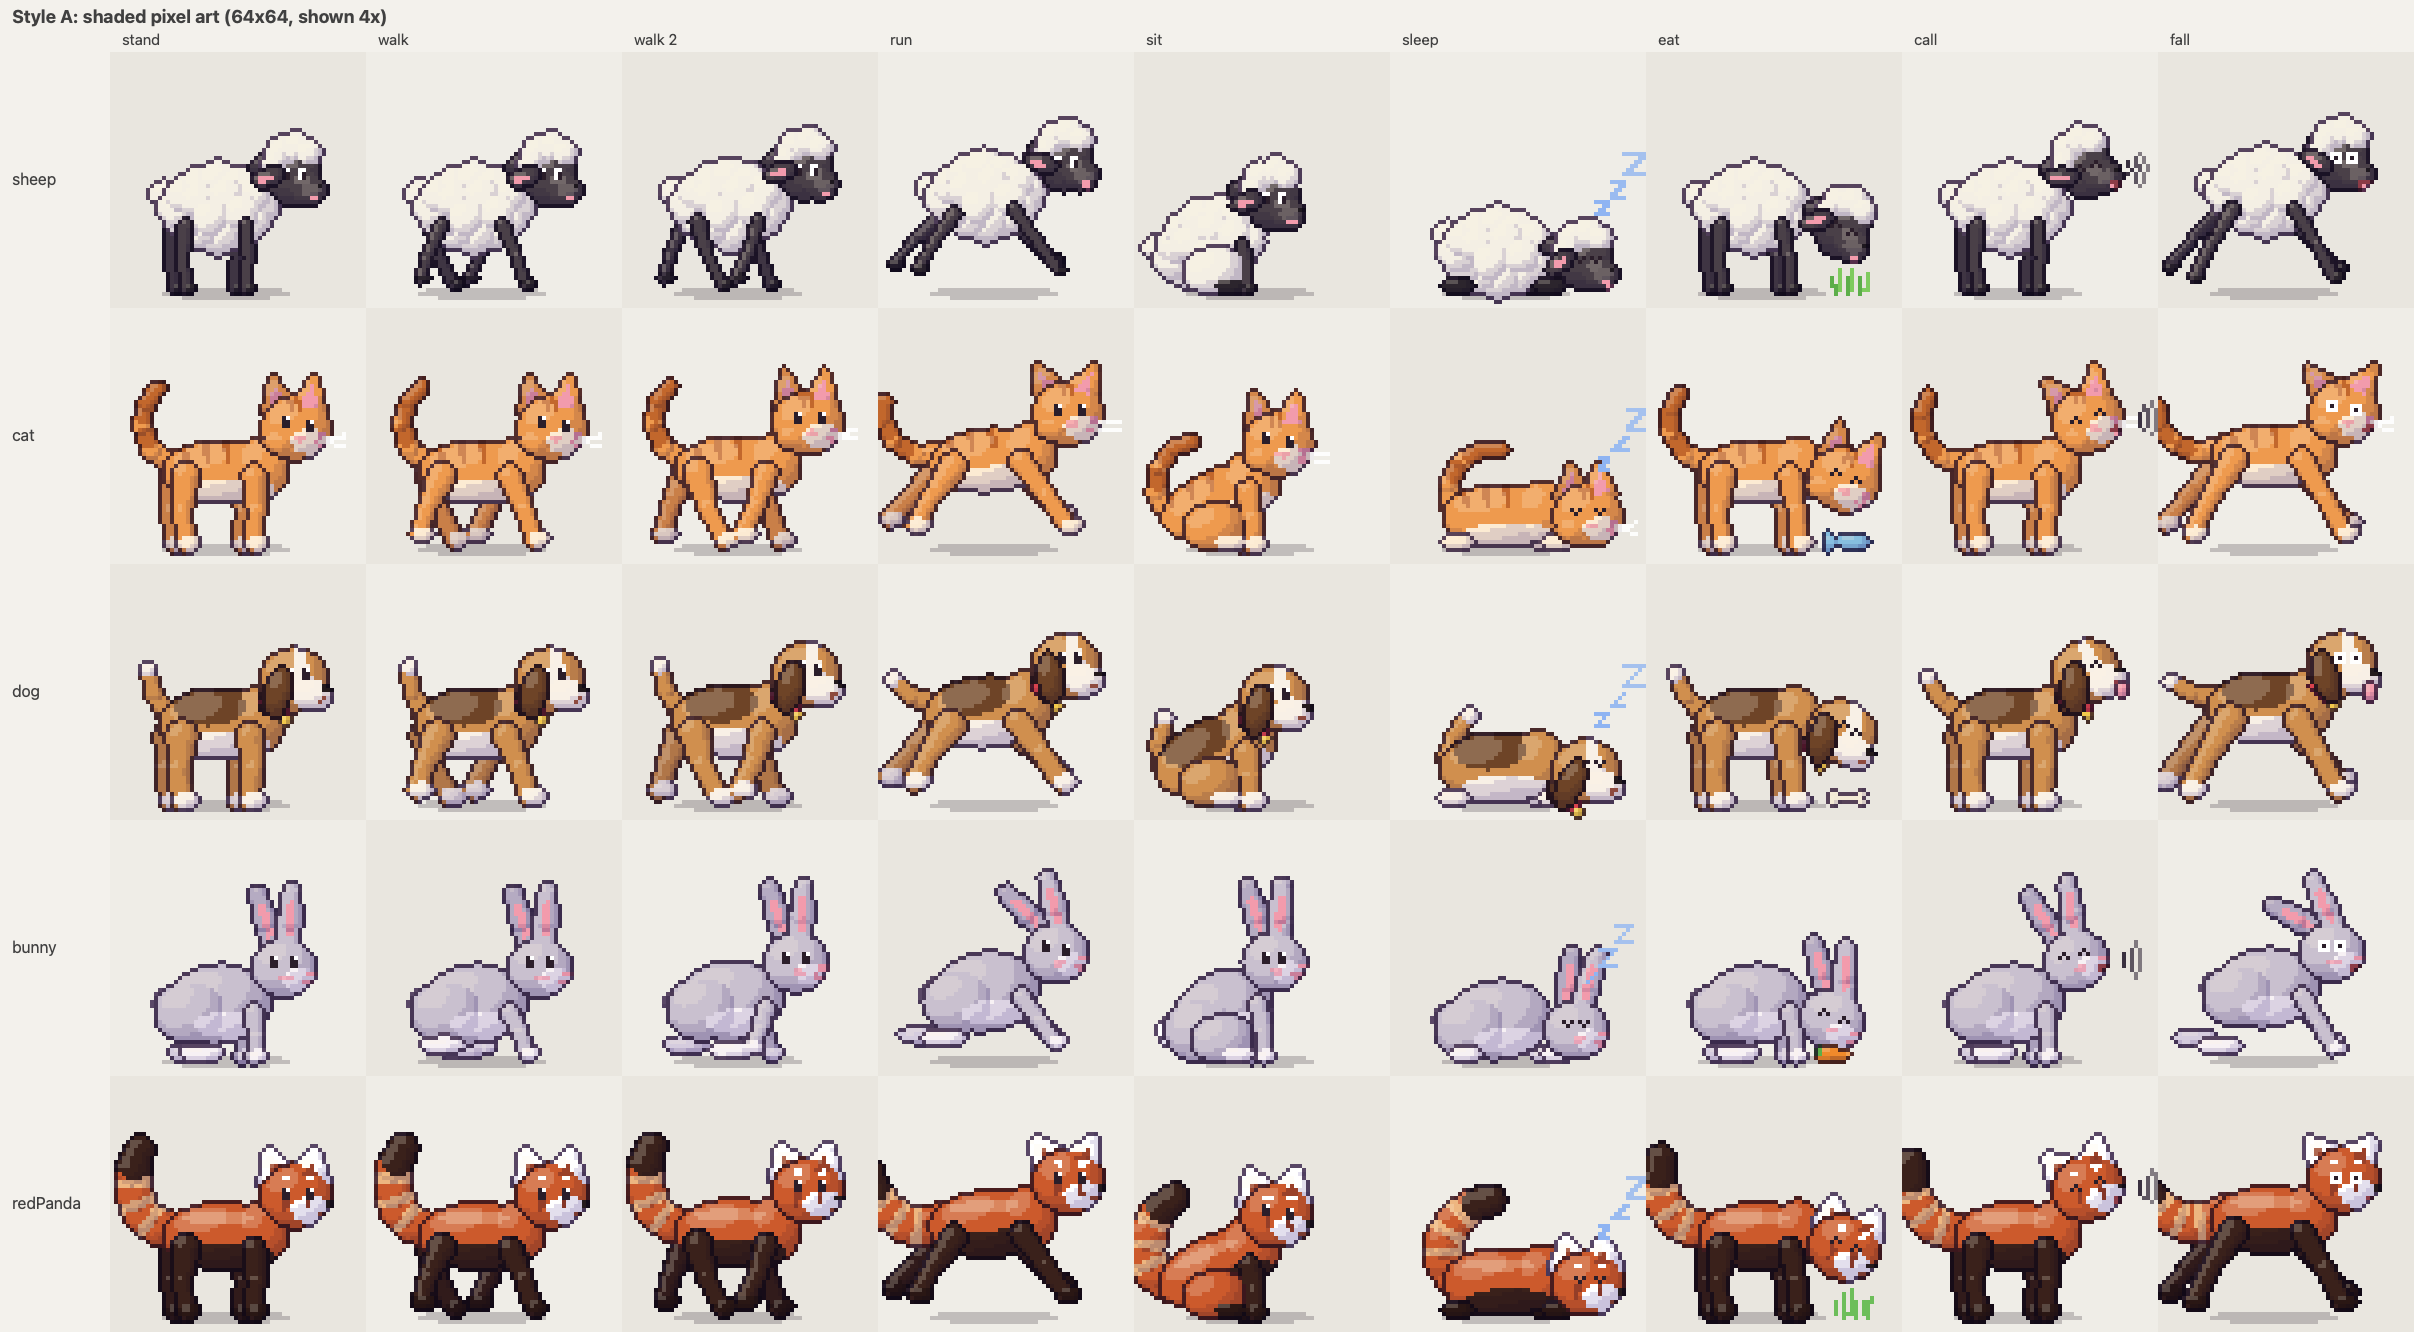 Style A: shaded pixel art (64x64, shown 4x)
stand walk walk 2 run sit sleep eat call fall
sheep
z z Z
cat
z z Z
dog
z z Z
bunny
z Z
redPanda
z z Z